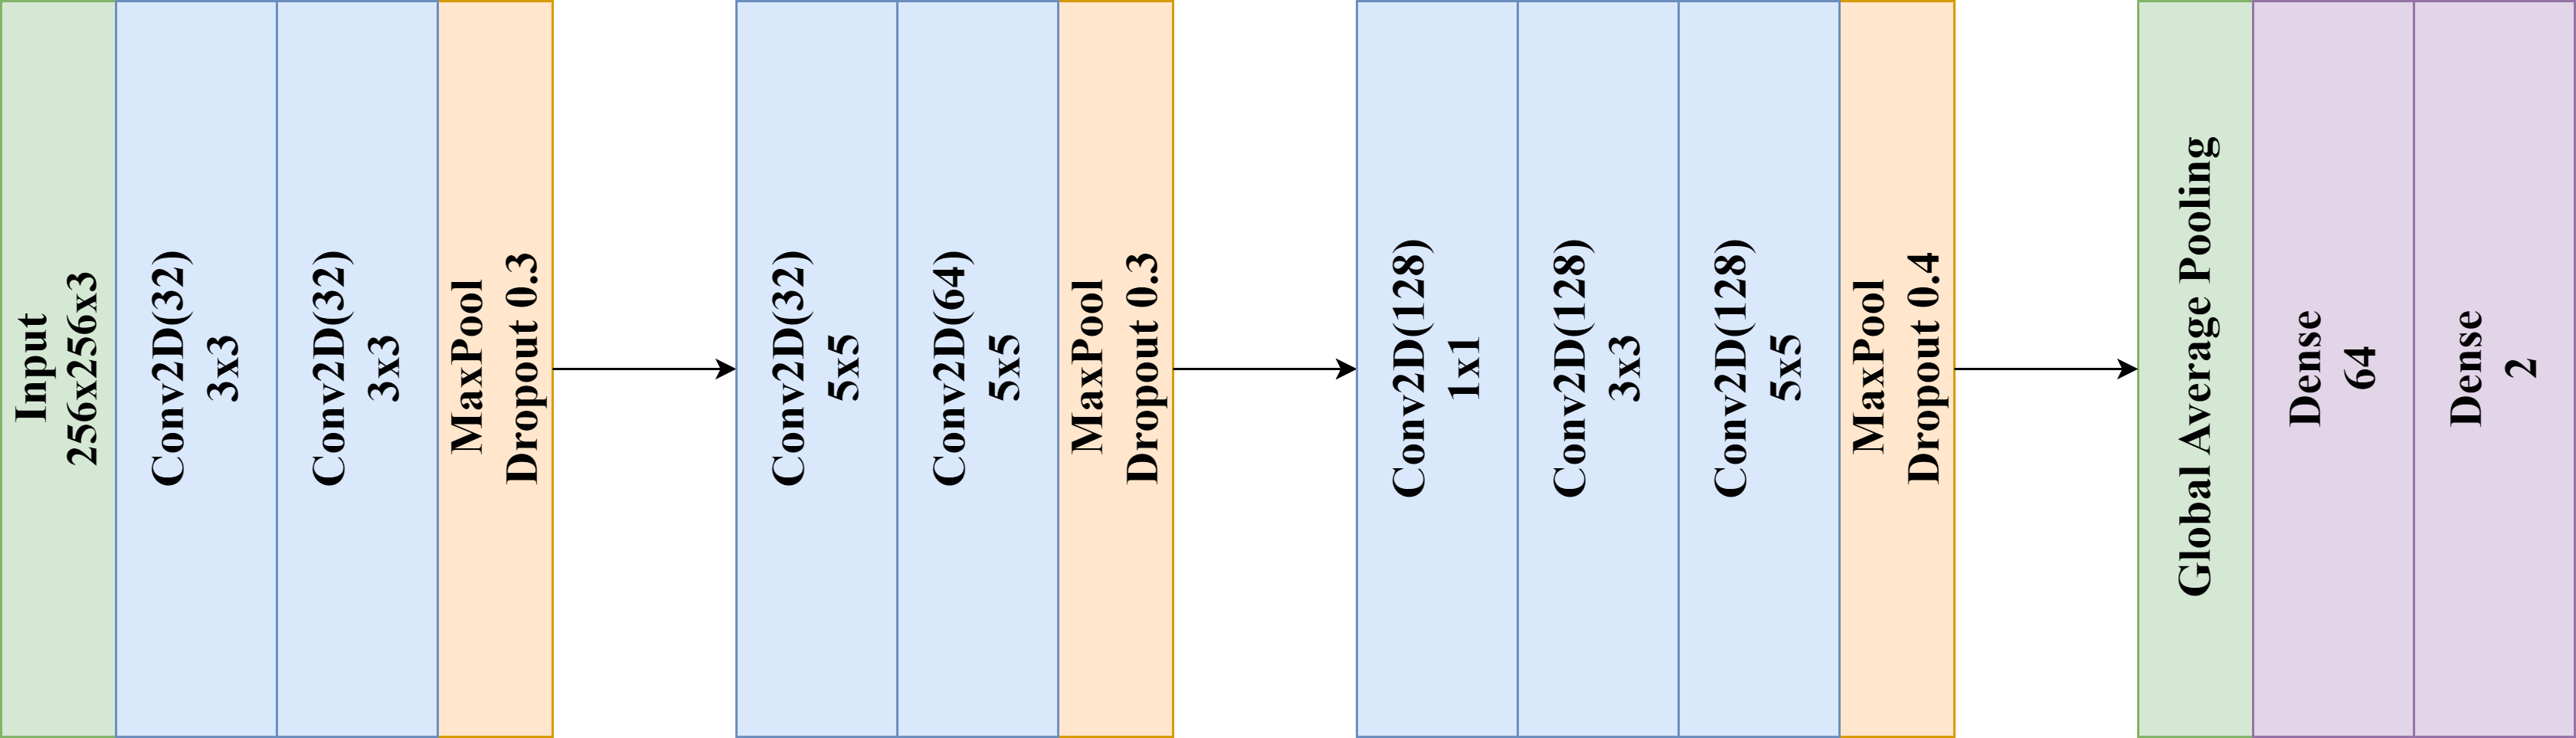 Input
256x256x3
Conv2D(32)
3x3
Conv2D(32)
3x3
MaxPool
Dropout 0.3
Conv2D(32)
5x5
Conv2D(64)
5x5
MaxPool
Dropout 0.3
Conv2D(128)
1x1
Conv2D(128)
3x3
Conv2D(128)
5x5
MaxPool
Dropout 0.4
Global Average Pooling
Dense
64
Dense
2